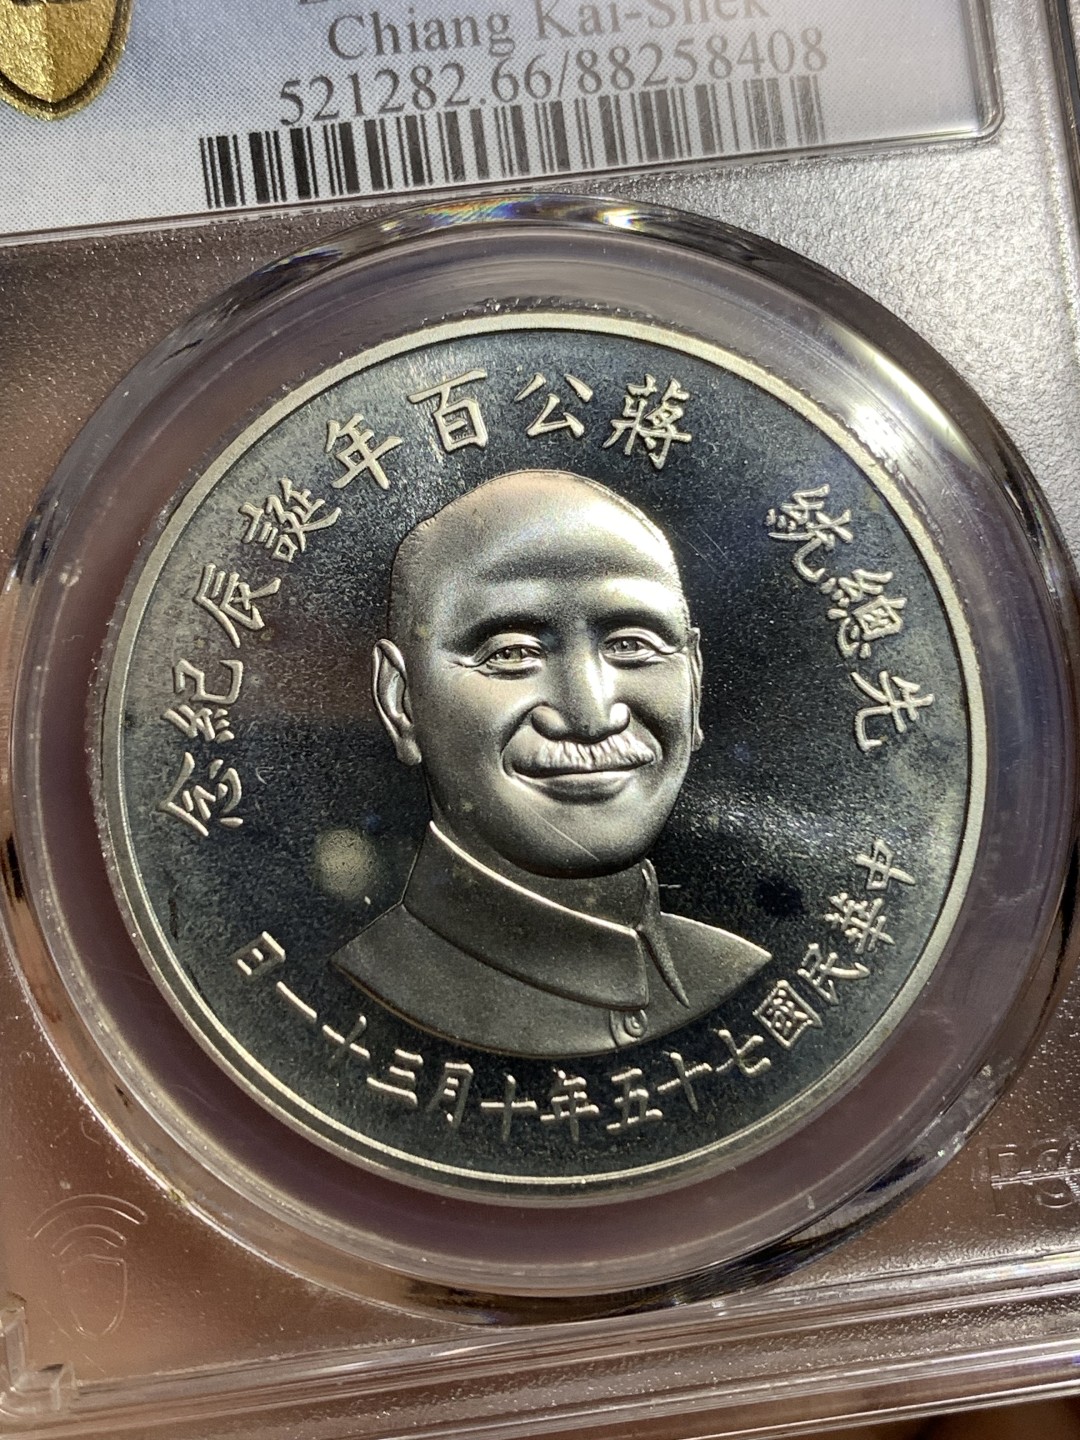 Chiang Kai-Shek
521282.66/88258408
先總統
蔣公百年誕辰紀念
中華民國七十五年十月三十一日